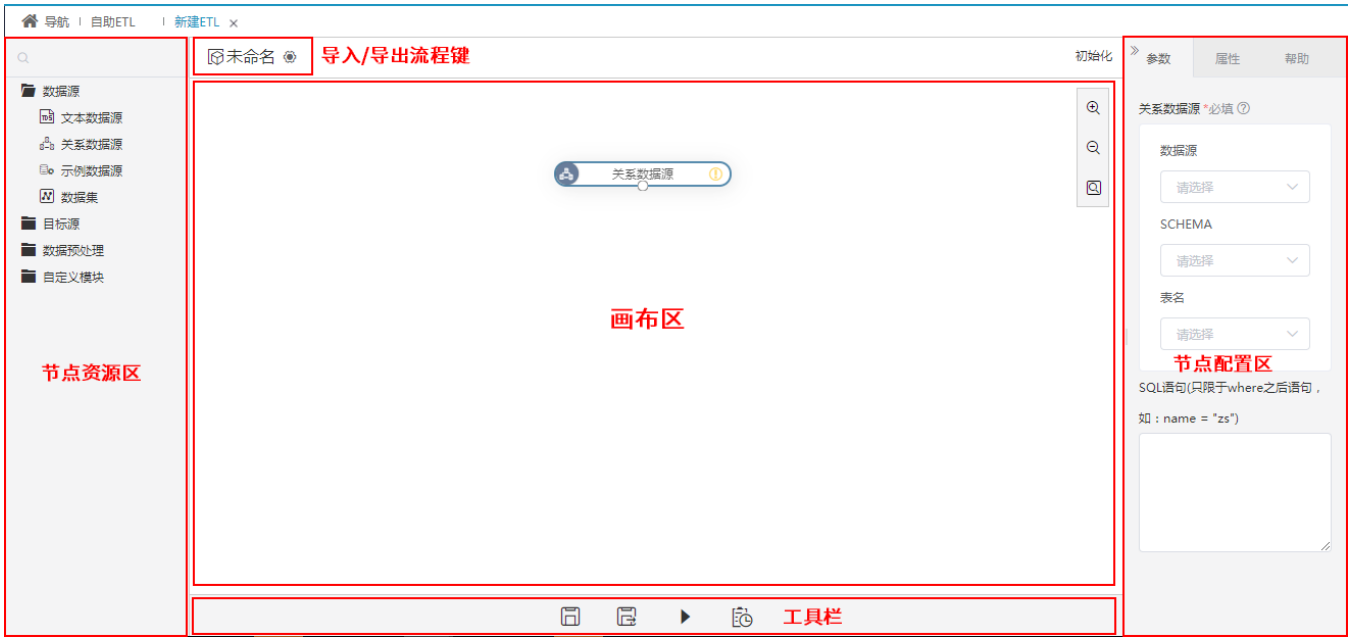 导航 | 自助ETL | 新建ETL ×
未命名
导入/导出流程键
初始化
数据源
文本数据源
关系数据源
示例数据源
数据集
目标源
数据预处理
自定义模块
节点资源区
关系数据源
画布区
工具栏
参数 属性 帮助
关系数据源 *必填
数据源
请选择
SCHEMA
请选择
表名
请选择
节点配置区
SQL语句(只限于where之后语句，
如：name = "zs")